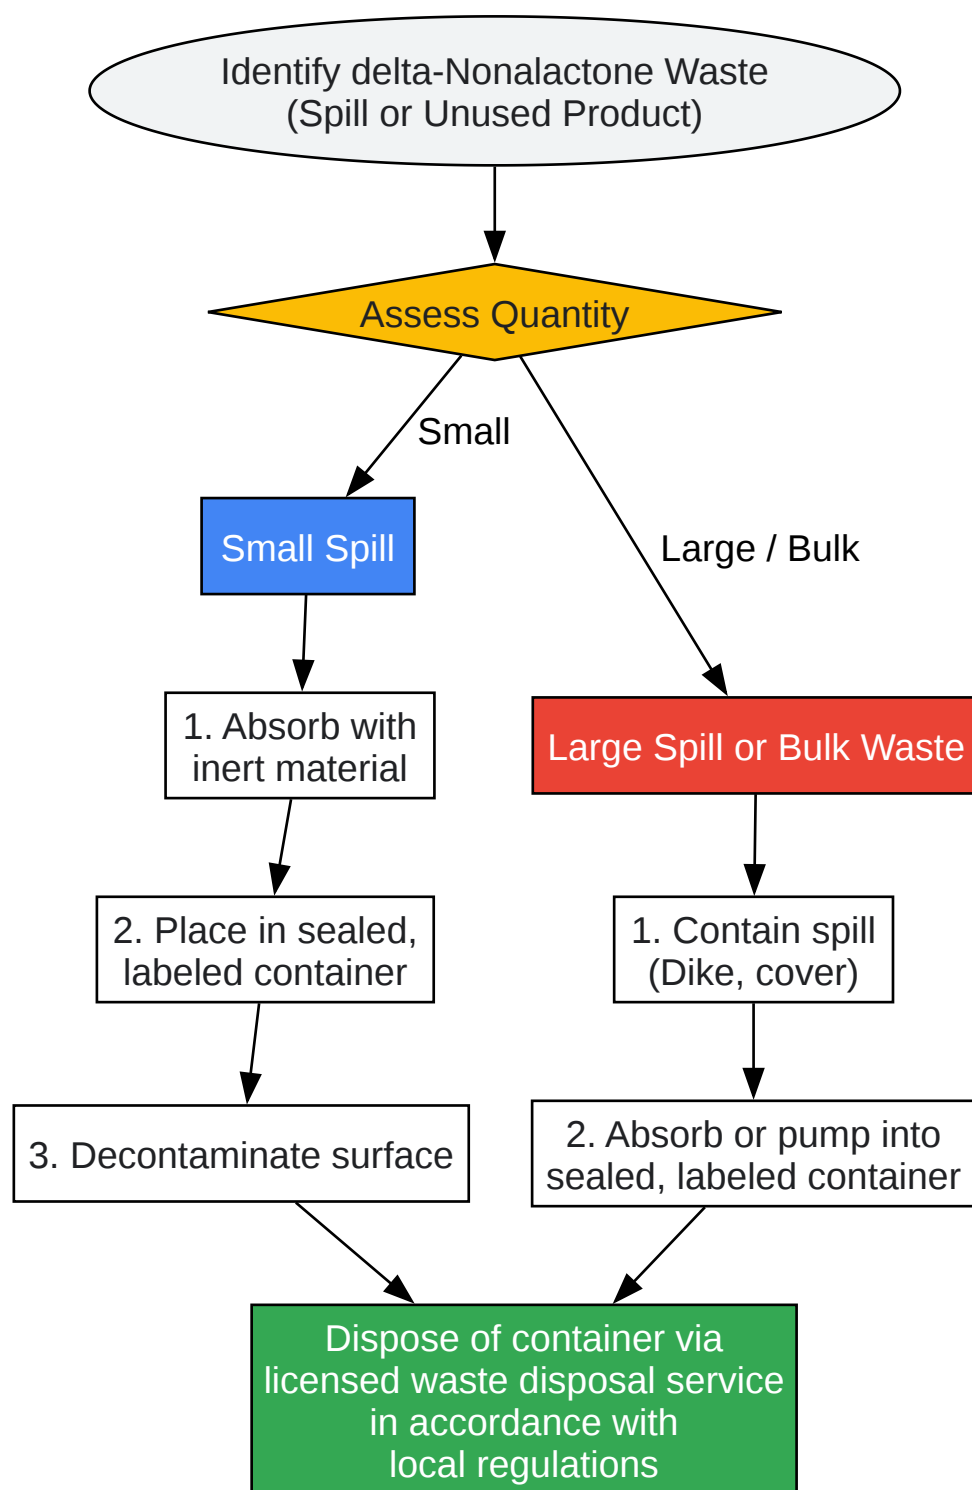 Identify delta-Nonalactone Waste
(Spill or Unused Product)
Assess Quantity
Small
Small Spill
Large / Bulk
1. Absorb with
inert material
Large Spill or Bulk Waste
2. Place in sealed,
labeled container
1. Contain spill
(Dike, cover)
3. Decontaminate surface
2. Absorb or pump into
sealed, labeled container
Dispose of container via
licensed waste disposal service
in accordance with
local regulations